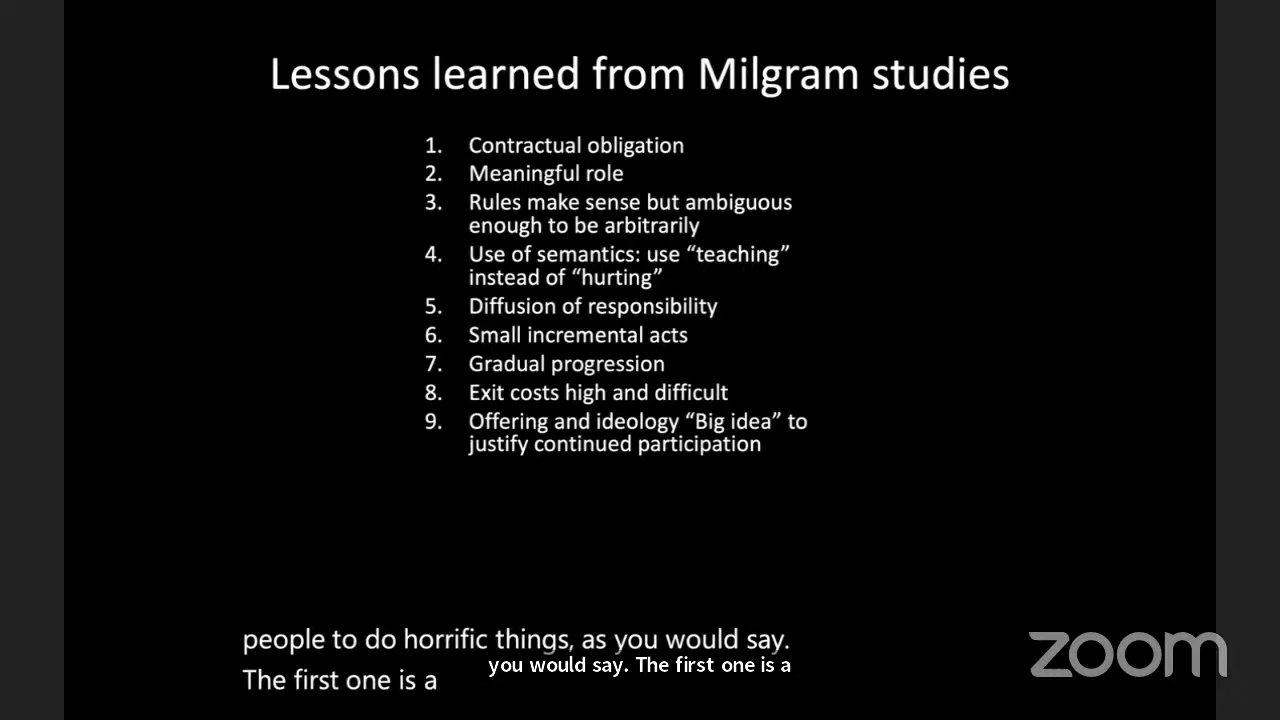 Lessons learned from Milgram studies
1. Contractual obligation
2. Meaningful role
3. Rules make sense but ambiguous
enough to be arbitrarily
4. Use of semantics: use “teaching”
instead of “hurting”
5. Diffusion of responsibility
6. Small incremental acts
7. Gradual progression
8. Exit costs high and difficult
9. Offering and ideology “Big idea” to
justify continued participation
people to do horrific things, as you would say.
you would say. The first one is a
The first one is a
zoom